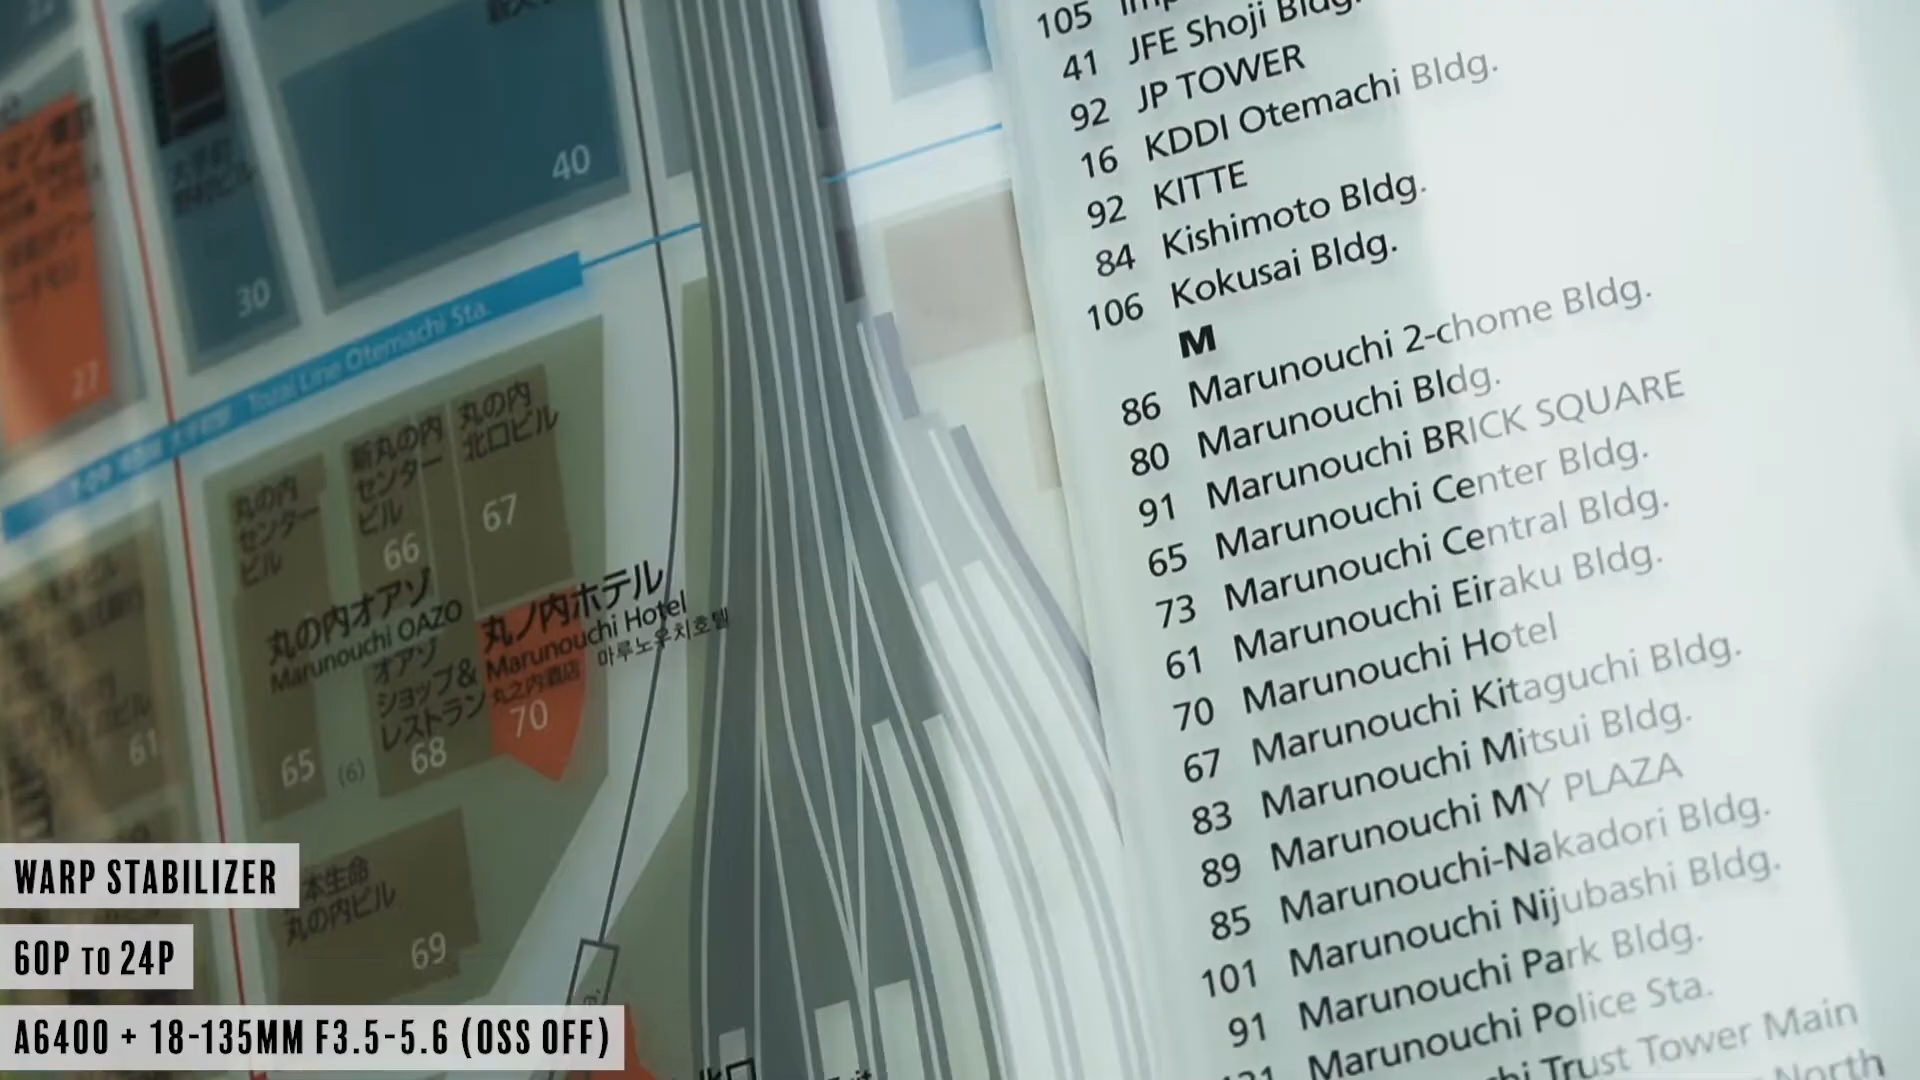 40
30
27
Tozai Line Otemachi Sta.
丸の内
センター
ビル
新丸の内
センター
ビル
66
丸の内
北口ビル
67
丸の内オアゾ
Marunouchi OAZO
オアゾ
ショップ&
レストラン
68
65
(6)
丸ノ内ホテル
Marunouchi Hotel
마루노우치호텔
丸之内酒店
70
61
本生命
丸の内ビル
69
105
41 JFE Shoji Bldg.
92 JP TOWER
16 KDDI Otemachi Bldg.
92 KITTE
84 Kishimoto Bldg.
106 Kokusai Bldg.
M
86 Marunouchi 2-chome Bldg.
80 Marunouchi Bldg.
91 Marunouchi BRICK SQUARE
65 Marunouchi Center Bldg.
73 Marunouchi Central Bldg.
61 Marunouchi Eiraku Bldg.
70 Marunouchi Hotel
67 Marunouchi Kitaguchi Bldg.
83 Marunouchi Mitsui Bldg.
89 Marunouchi MY PLAZA
85 Marunouchi-Nakadori Bldg.
101 Marunouchi Nijubashi Bldg.
91 Marunouchi Park Bldg.
Marunouchi Police Sta.
Trust Tower Main
North
WARP STABILIZER
60P TO 24P
A6400 + 18-135MM F3.5-5.6 (OSS OFF)